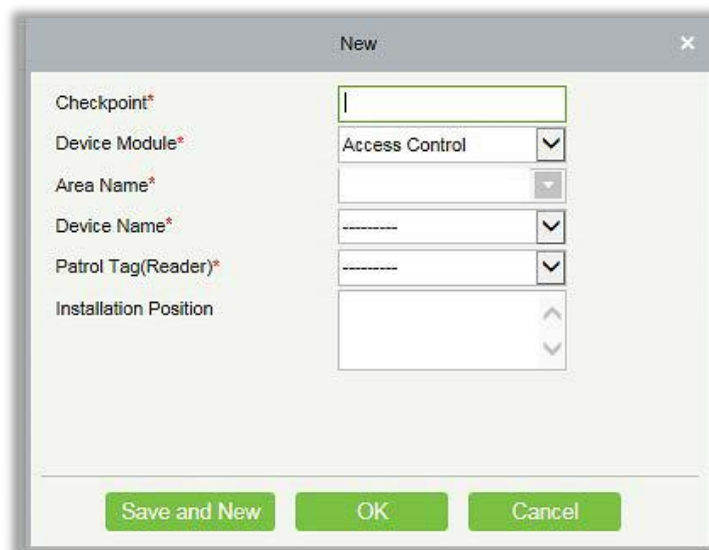 New ×
Checkpoint*
Device Module* Access Control
Area Name*
Device Name* ---------
Patrol Tag(Reader)* ---------
Installation Position
Save and New OK Cancel